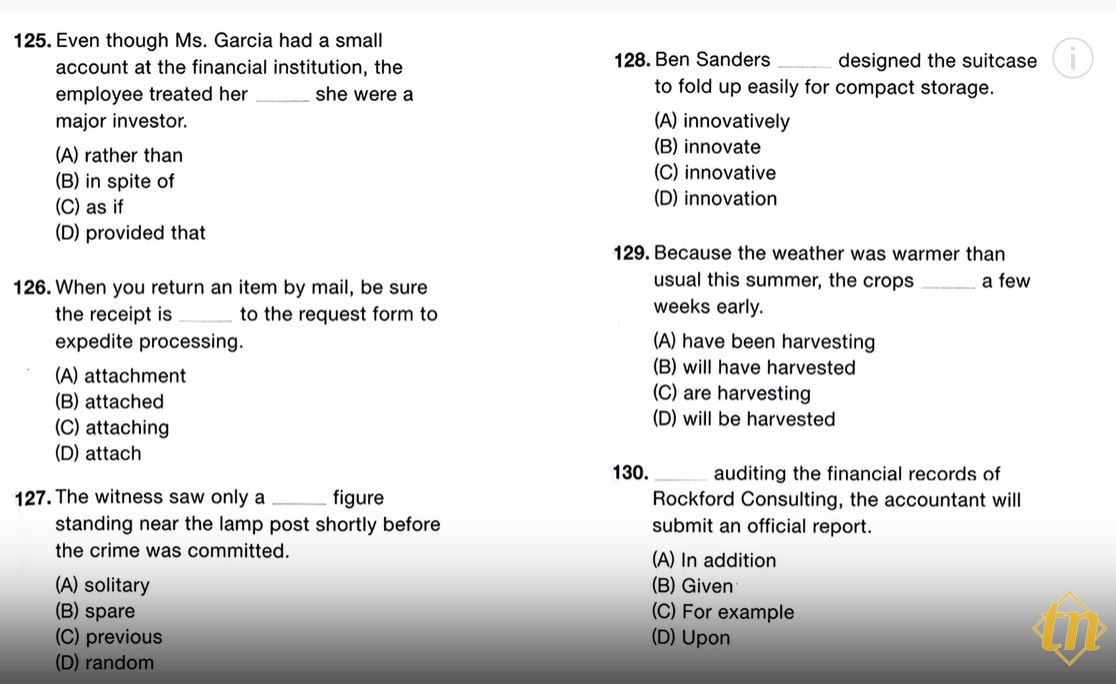 125. Even though Ms. Garcia had a small
account at the financial institution, the
employee treated her ______ she were a
major investor.
(A) rather than
(B) in spite of
(C) as if
(D) provided that
126. When you return an item by mail, be sure
the receipt is ______ to the request form to
expedite processing.
(A) attachment
(B) attached
(C) attaching
(D) attach
127. The witness saw only a ______ figure
standing near the lamp post shortly before
the crime was committed.
(A) solitary
(B) spare
(C) previous
(D) random
128. Ben Sanders ______ designed the suitcase
to fold up easily for compact storage.
(A) innovatively
(B) innovate
(C) innovative
(D) innovation
129. Because the weather was warmer than
usual this summer, the crops ______ a few
weeks early.
(A) have been harvesting
(B) will have harvested
(C) are harvesting
(D) will be harvested
130. ______ auditing the financial records of
Rockford Consulting, the accountant will
submit an official report.
(A) In addition
(B) Given
(C) For example
(D) Upon
i
tn